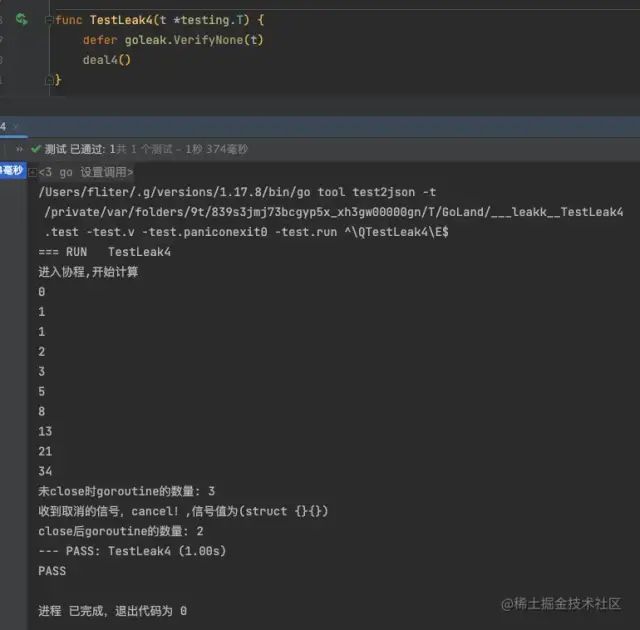 func TestLeak4(t *testing.T) {
defer goleak.VerifyNone(t)
deal4()
}
4 ×
» ✔ 测试 已通过: 1共 1 个测试 – 1秒 374毫秒
毫秒 <3 go 设置调用>
/Users/fliter/.g/versions/1.17.8/bin/go tool test2json -t
/private/var/folders/9t/839s3jmj73bcgyp5x_xh3gw00000gn/T/GoLand/___leakk__TestLeak4
.test -test.v -test.paniconexit0 -test.run ^\QTestLeak4\E$
=== RUN   TestLeak4
进入协程,开始计算
0
1
1
2
3
5
8
13
21
34
未close时goroutine的数量: 3
收到取消的信号，cancel! ,信号值为(struct {}{})
close后goroutine的数量: 2
--- PASS: TestLeak4 (1.00s)
PASS
进程 已完成，退出代码为 0
@稀土掘金技术社区